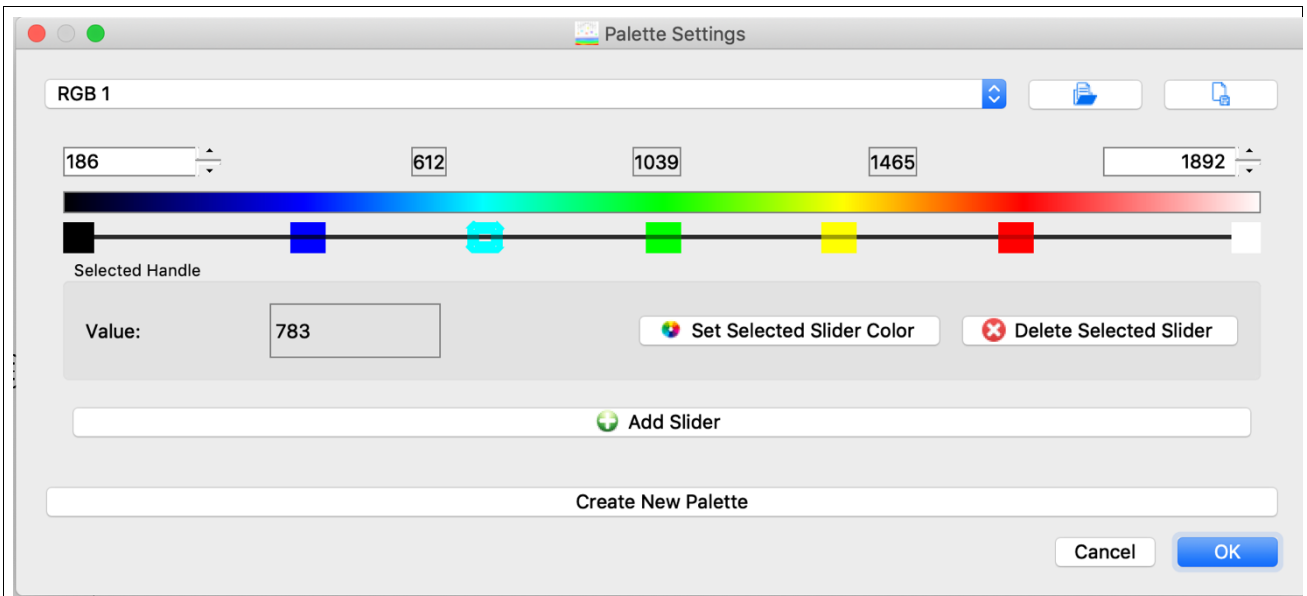 Palette Settings
RGB 1
186 612 1039 1465 1892
Selected Handle
Value: 783 Set Selected Slider Color Delete Selected Slider
Add Slider
Create New Palette
Cancel OK